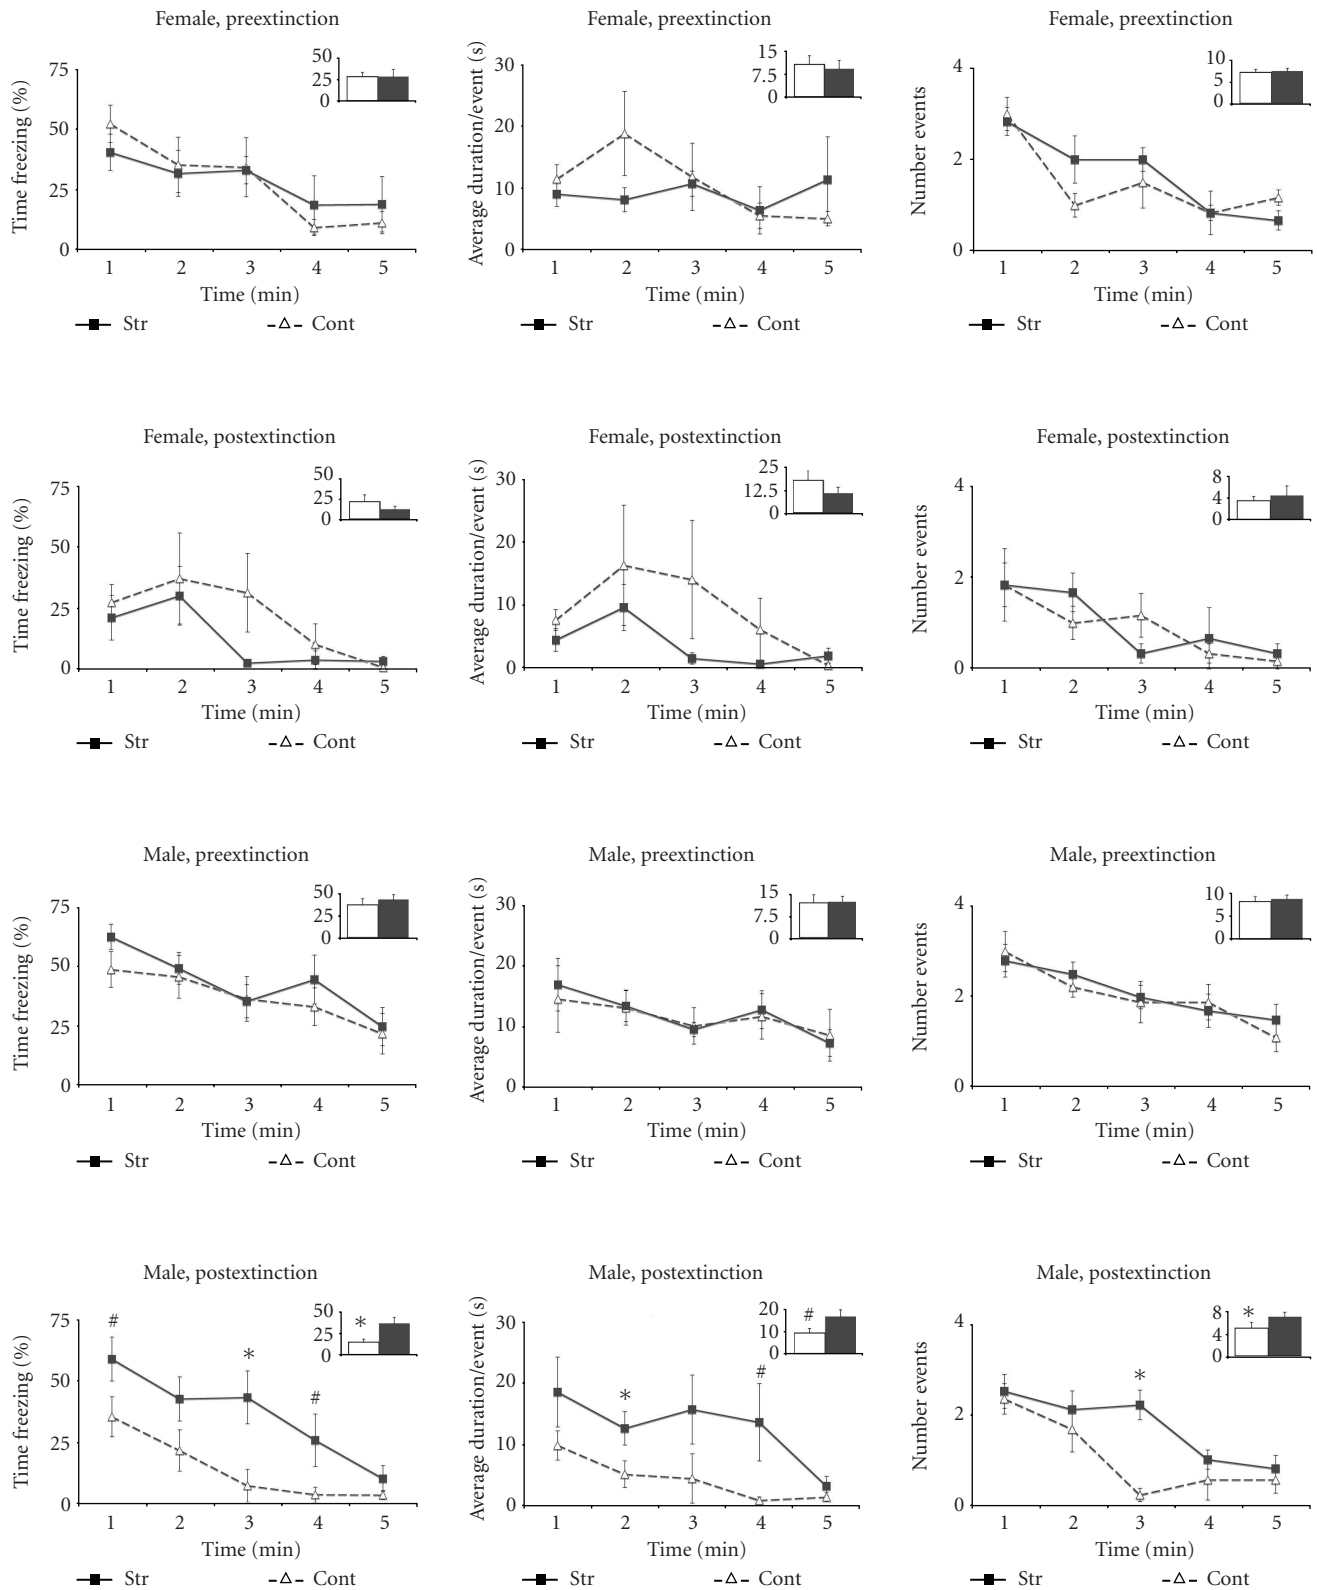 Female, preextinction
Time freezing (%)
75
50
25
0
50
25
0
1 2 3 4 5
Time (min)
Str Cont
Female, preextinction
Average duration/event (s)
30
20
10
0
15
7.5
0
1 2 3 4 5
Time (min)
Str Cont
Female, preextinction
Number events
4
2
0
10
5
0
1 2 3 4 5
Time (min)
Str Cont
Female, postextinction
Time freezing (%)
75
50
25
0
50
25
0
1 2 3 4 5
Time (min)
Str Cont
Female, postextinction
Average duration/event (s)
30
20
10
0
25
12.5
0
1 2 3 4 5
Time (min)
Str Cont
Female, postextinction
Number events
4
2
0
8
4
0
1 2 3 4 5
Time (min)
Str Cont
Male, preextinction
Time freezing (%)
75
50
25
0
50
25
0
1 2 3 4 5
Time (min)
Str Cont
Male, preextinction
Average duration/event (s)
30
20
10
0
15
7.5
0
1 2 3 4 5
Time (min)
Str Cont
Male, preextinction
Number events
4
2
0
10
5
0
1 2 3 4 5
Time (min)
Str Cont
Male, postextinction
Time freezing (%)
75
50
25
0
50
25
0
*
#
*
#
1 2 3 4 5
Time (min)
Str Cont
Male, postextinction
Average duration/event (s)
30
20
10
0
20
10
0
#
*
#
1 2 3 4 5
Time (min)
Str Cont
Male, postextinction
Number events
4
2
0
8
4
0
*
*
1 2 3 4 5
Time (min)
Str Cont